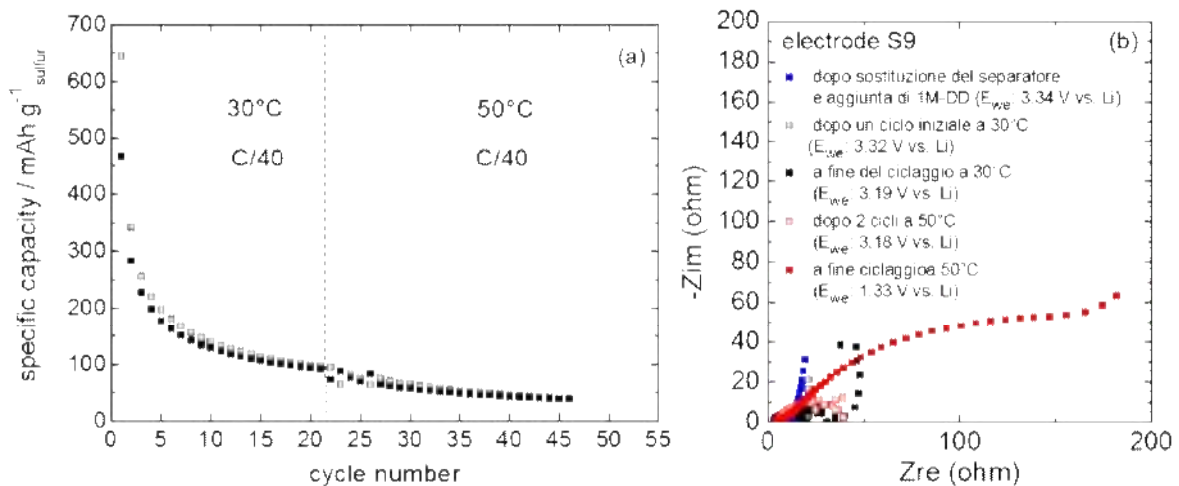 700
600
500
400
300
200
100
0
specific capacity / mAh g⁻¹ sulfur
(a)
30°C
50°C
C/40
C/40
0 5 10 15 20 25 30 35 40 45 50 55
cycle number
200
180
160
140
120
100
80
60
40
20
0
-Zim (ohm)
electrode S9
(b)
dopo sostituzione del separatore
e aggiunta di 1M-DD (Ewe: 3.34 V vs. Li)
dopo un ciclo iniziale a 30°C
(Ewe: 3.32 V vs. Li)
a fine del ciclaggio a 30°C
(Ewe: 3.19 V vs. Li)
dopo 2 cicli a 50°C
(Ewe: 3.18 V vs. Li)
a fine ciclaggioa 50°C
(Ewe: 1.33 V vs. Li)
0 100 200
Zre (ohm)